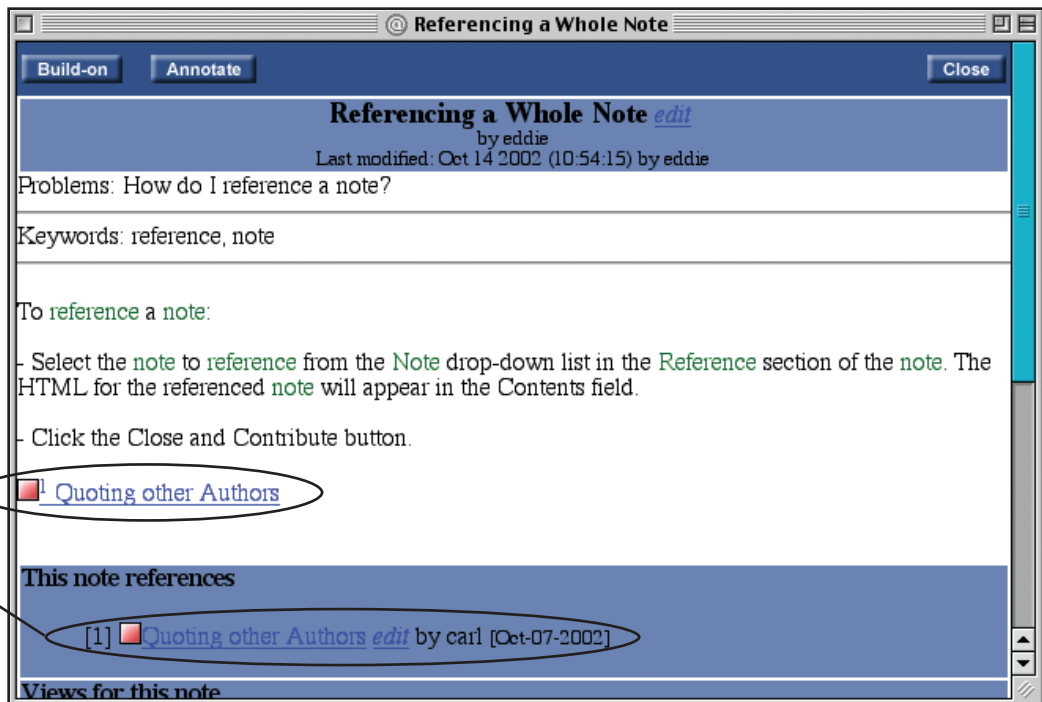 @ Referencing a Whole Note
Build-on Annotate Close
Referencing a Whole Note edit
by eddie
Last modified: Oct 14 2002 (10:54:15) by eddie
Problems: How do I reference a note?
Keywords: reference, note
To reference a note:
- Select the note to reference from the Note drop-down list in the Reference section of the note. The
HTML for the referenced note will appear in the Contents field.
- Click the Close and Contribute button.
1 Quoting other Authors
This note references
[1] Quoting other Authors edit by carl [Oct-07-2002]
Views for this note